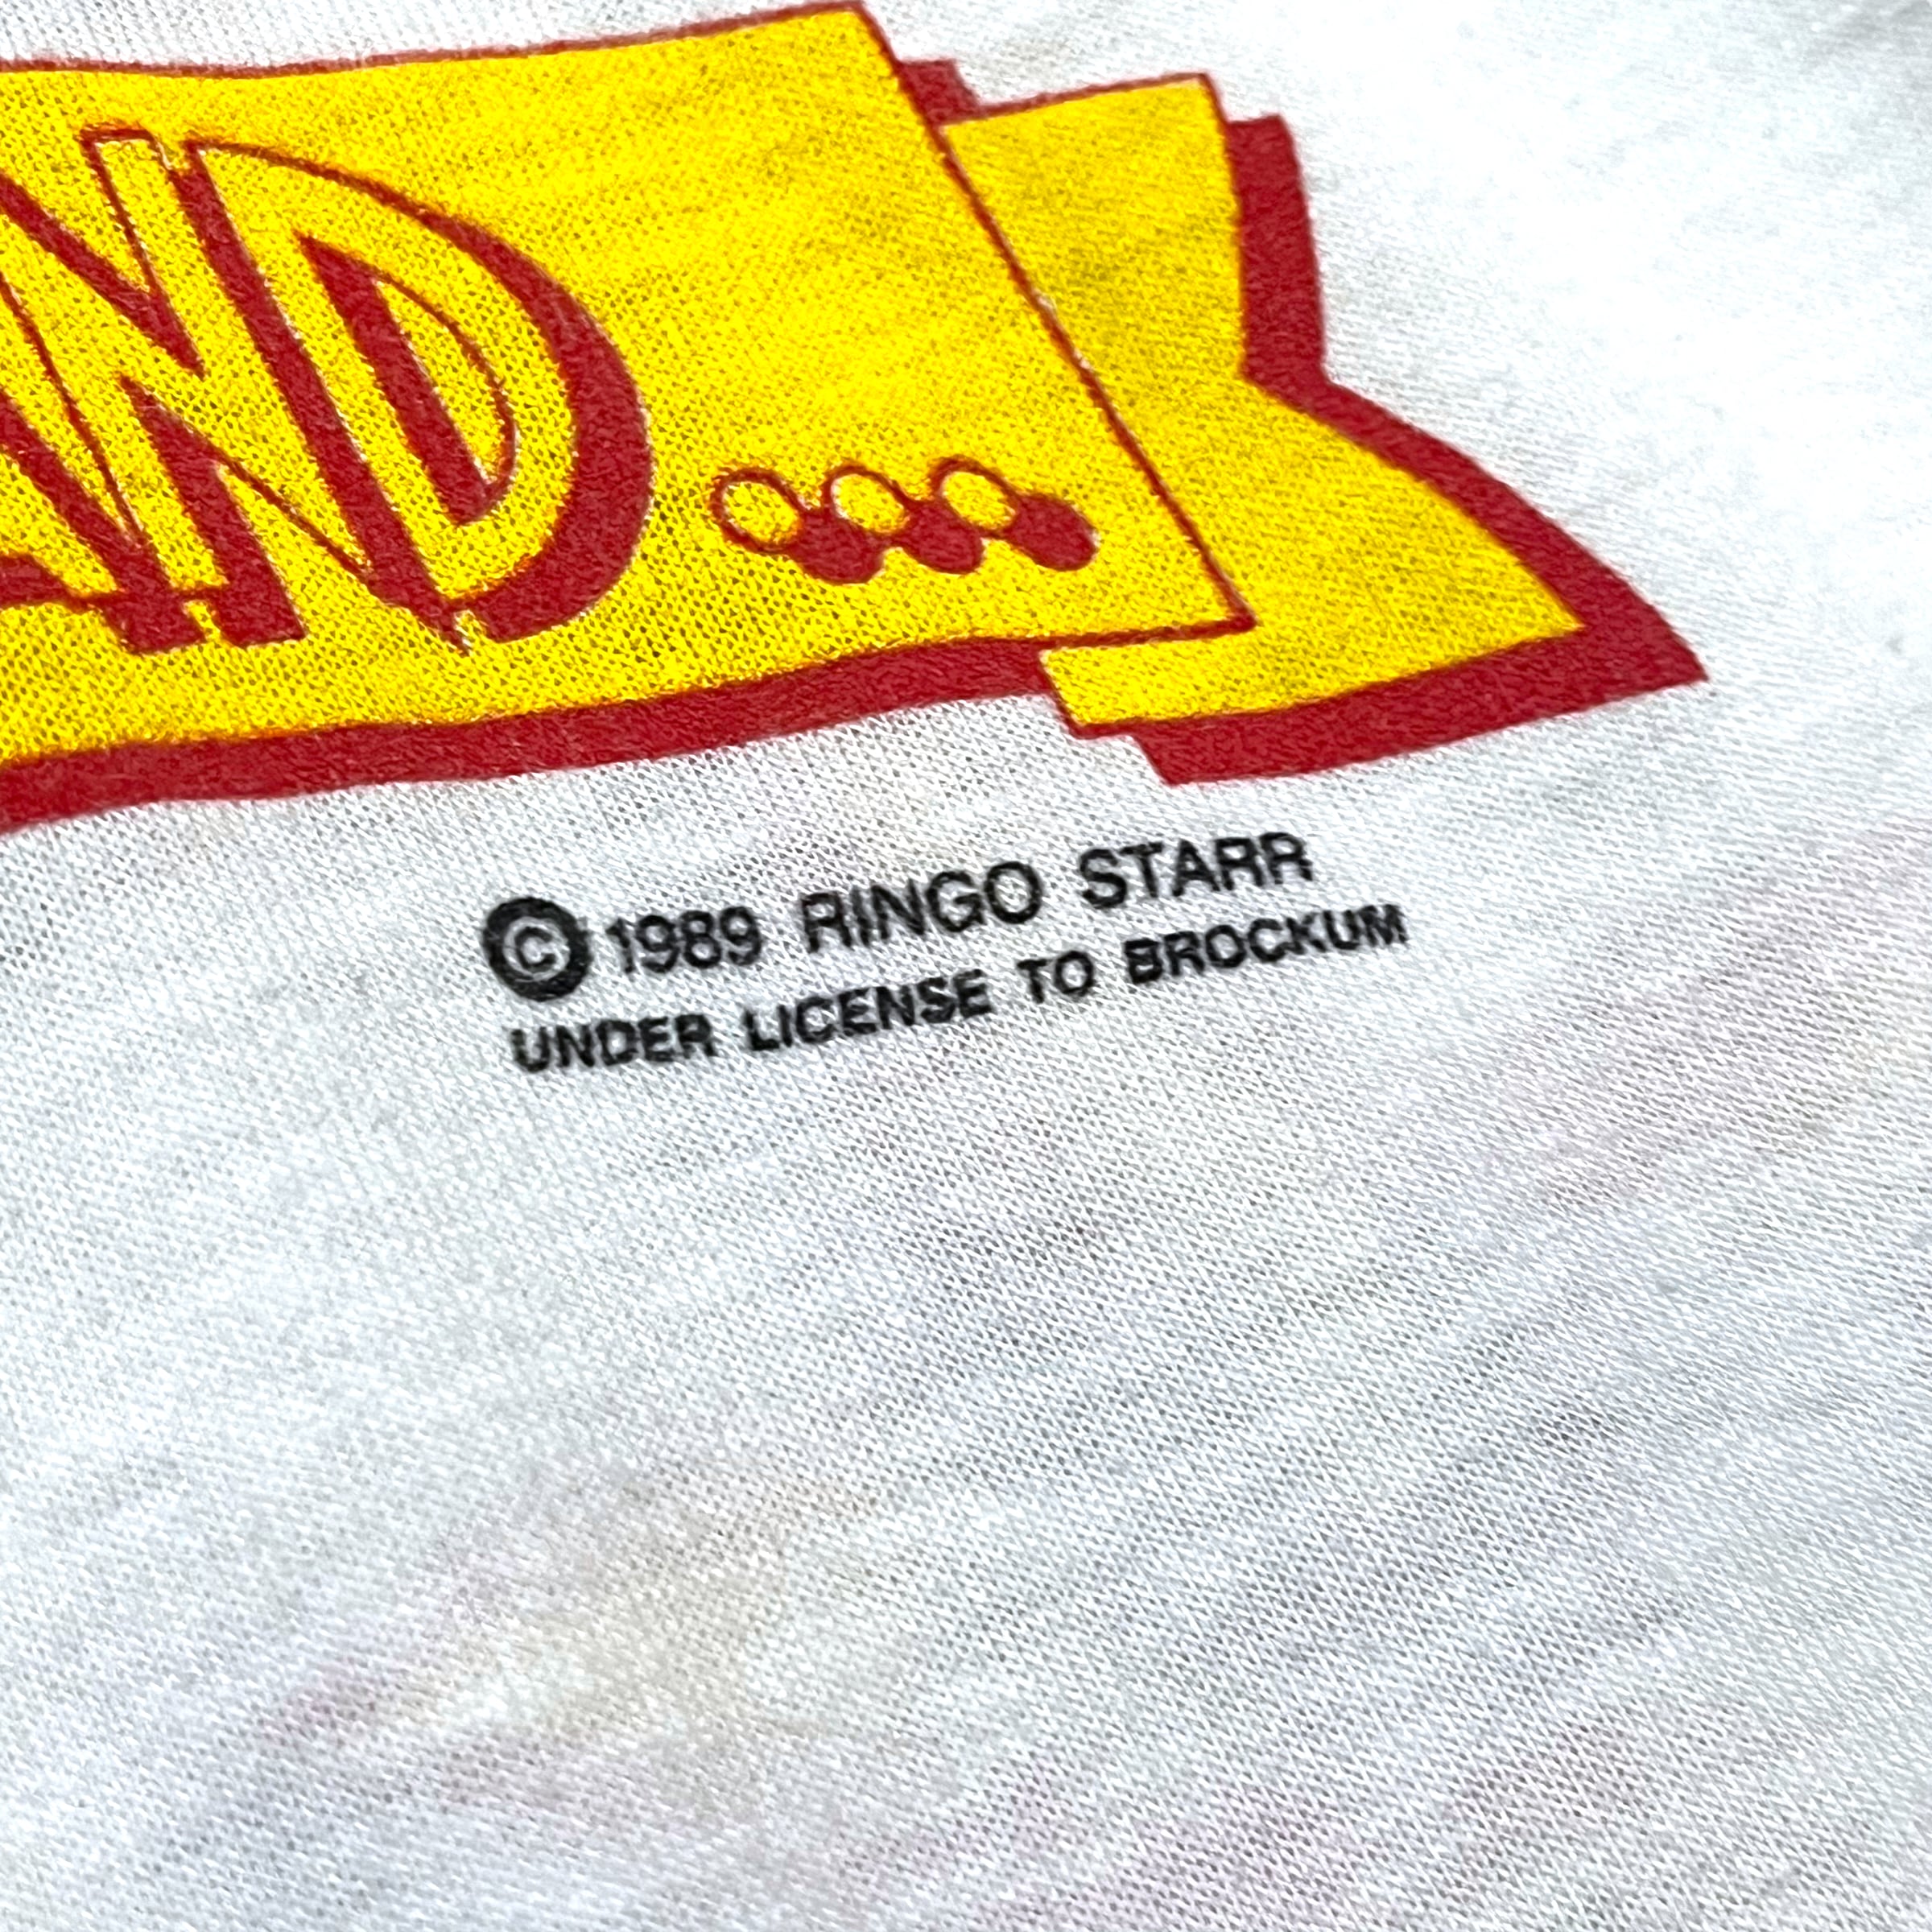 AND...
© 1989 RINGO STARR
UNDER LICENSE TO BROCKUM